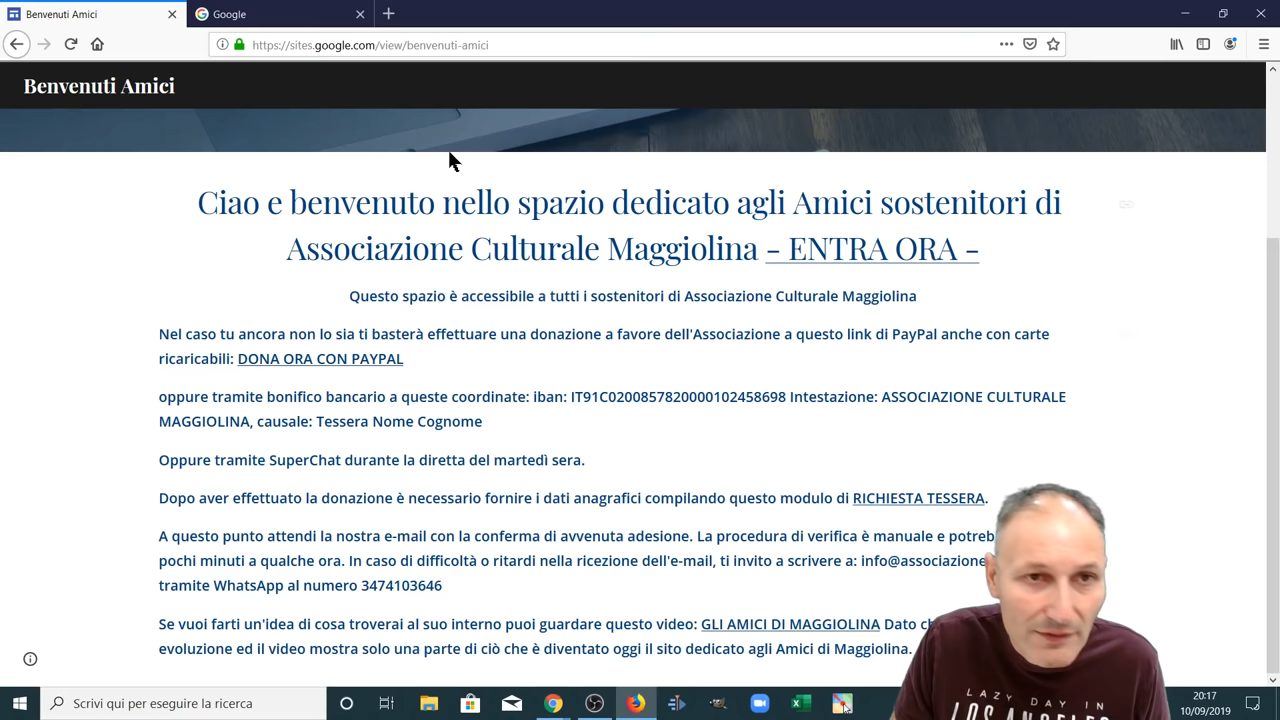 Benvenuti Amici
Google
https://sites.google.com/view/benvenuti-amici
Benvenuti Amici
Ciao e benvenuto nello spazio dedicato agli Amici sostenitori di
Associazione Culturale Maggiolina - ENTRA ORA -
Questo spazio è accessibile a tutti i sostenitori di Associazione Culturale Maggiolina
Nel caso tu ancora non lo sia ti basterà effettuare una donazione a favore dell'Associazione a questo link di PayPal anche con carte
ricaricabili: DONA ORA CON PAYPAL
oppure tramite bonifico bancario a queste coordinate: iban: IT91C0200857820000102458698 Intestazione: ASSOCIAZIONE CULTURALE
MAGGIOLINA, causale: Tessera Nome Cognome
Oppure tramite SuperChat durante la diretta del martedì sera.
Dopo aver effettuato la donazione è necessario fornire i dati anagrafici compilando questo modulo di RICHIESTA TESSERA.
A questo punto attendi la nostra e-mail con la conferma di avvenuta adesione. La procedura di verifica è manuale e potreb
pochi minuti a qualche ora. In caso di difficoltà o ritardi nella ricezione dell'e-mail, ti invito a scrivere a: info@associazione
tramite WhatsApp al numero 3474103646
Se vuoi farti un'idea di cosa troverai al suo interno puoi guardare questo video: GLI AMICI DI MAGGIOLINA Dato
evoluzione ed il video mostra solo una parte di ciò che è diventato oggi il sito dedicato agli Amici di Maggiolina.
LAZY DAY IN
LOS ANGELES
Scrivi qui per eseguire la ricerca
20:17
10/09/2019